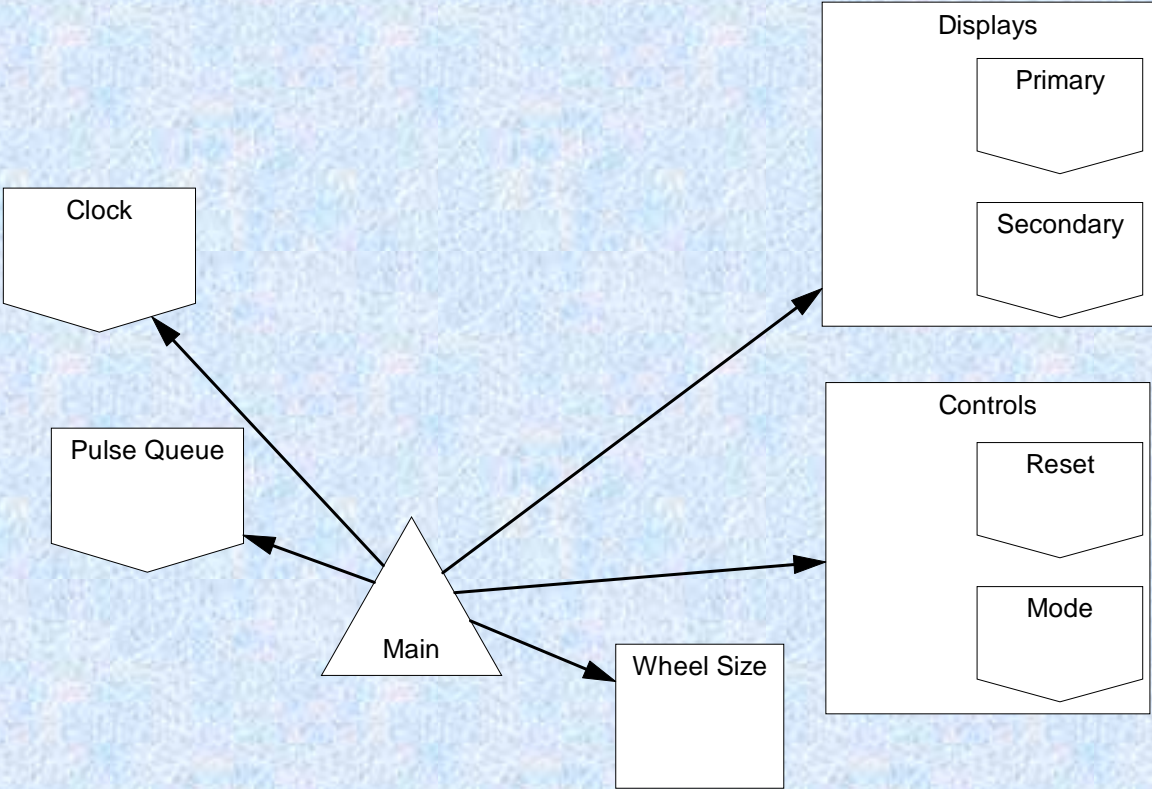 Displays
Primary
Secondary
Clock
Pulse Queue
Main
Wheel Size
Controls
Reset
Mode